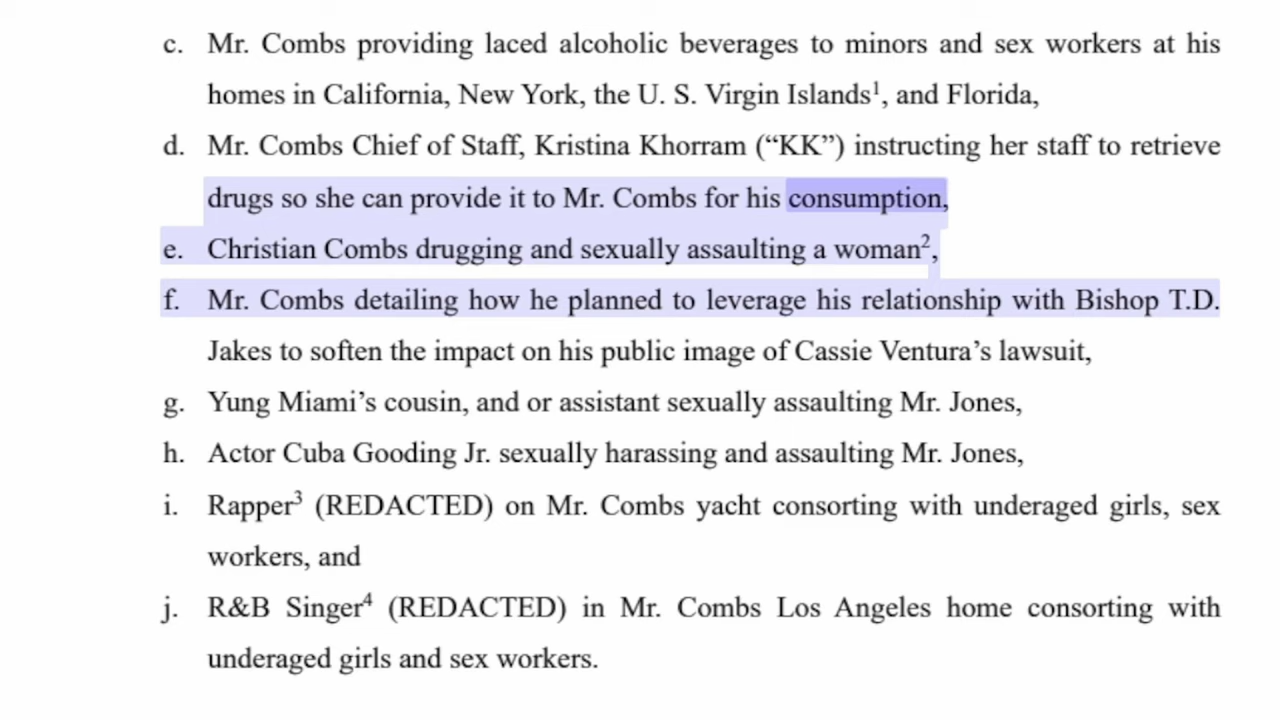 c. Mr. Combs providing laced alcoholic beverages to minors and sex workers at his
homes in California, New York, the U. S. Virgin Islands¹, and Florida,
d. Mr. Combs Chief of Staff, Kristina Khorram (“KK”) instructing her staff to retrieve
drugs so she can provide it to Mr. Combs for his consumption,
e. Christian Combs drugging and sexually assaulting a woman²,
f. Mr. Combs detailing how he planned to leverage his relationship with Bishop T.D.
Jakes to soften the impact on his public image of Cassie Ventura’s lawsuit,
g. Yung Miami’s cousin, and or assistant sexually assaulting Mr. Jones,
h. Actor Cuba Gooding Jr. sexually harassing and assaulting Mr. Jones,
i. Rapper³ (REDACTED) on Mr. Combs yacht consorting with underaged girls, sex
workers, and
j. R&B Singer⁴ (REDACTED) in Mr. Combs Los Angeles home consorting with
underaged girls and sex workers.